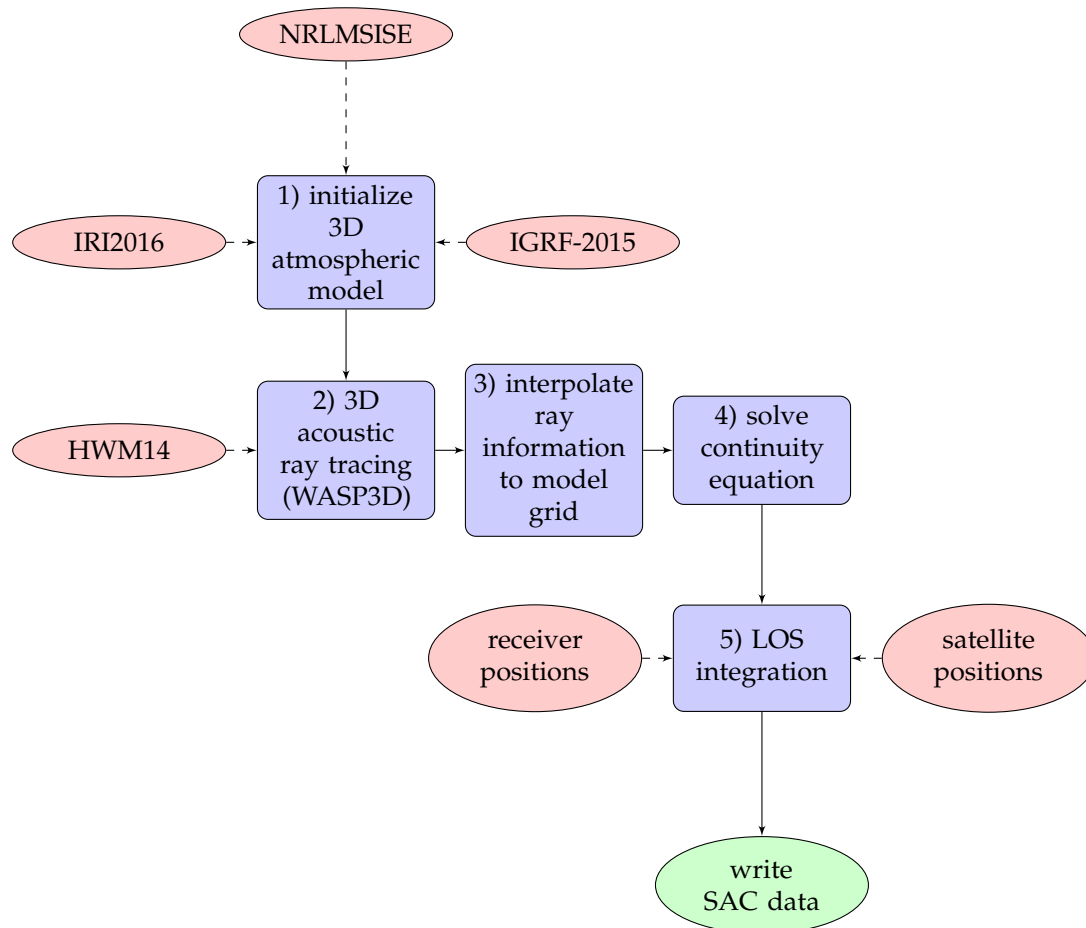 NRLMSISE
1) initialize
3D
atmospheric
model
IRI2016
IGRF-2015
2) 3D
acoustic
ray tracing
(WASP3D)
HWM14
3) interpolate
ray
information
to model
grid
4) solve
continuity
equation
receiver
positions
5) LOS
integration
satellite
positions
write
SAC data